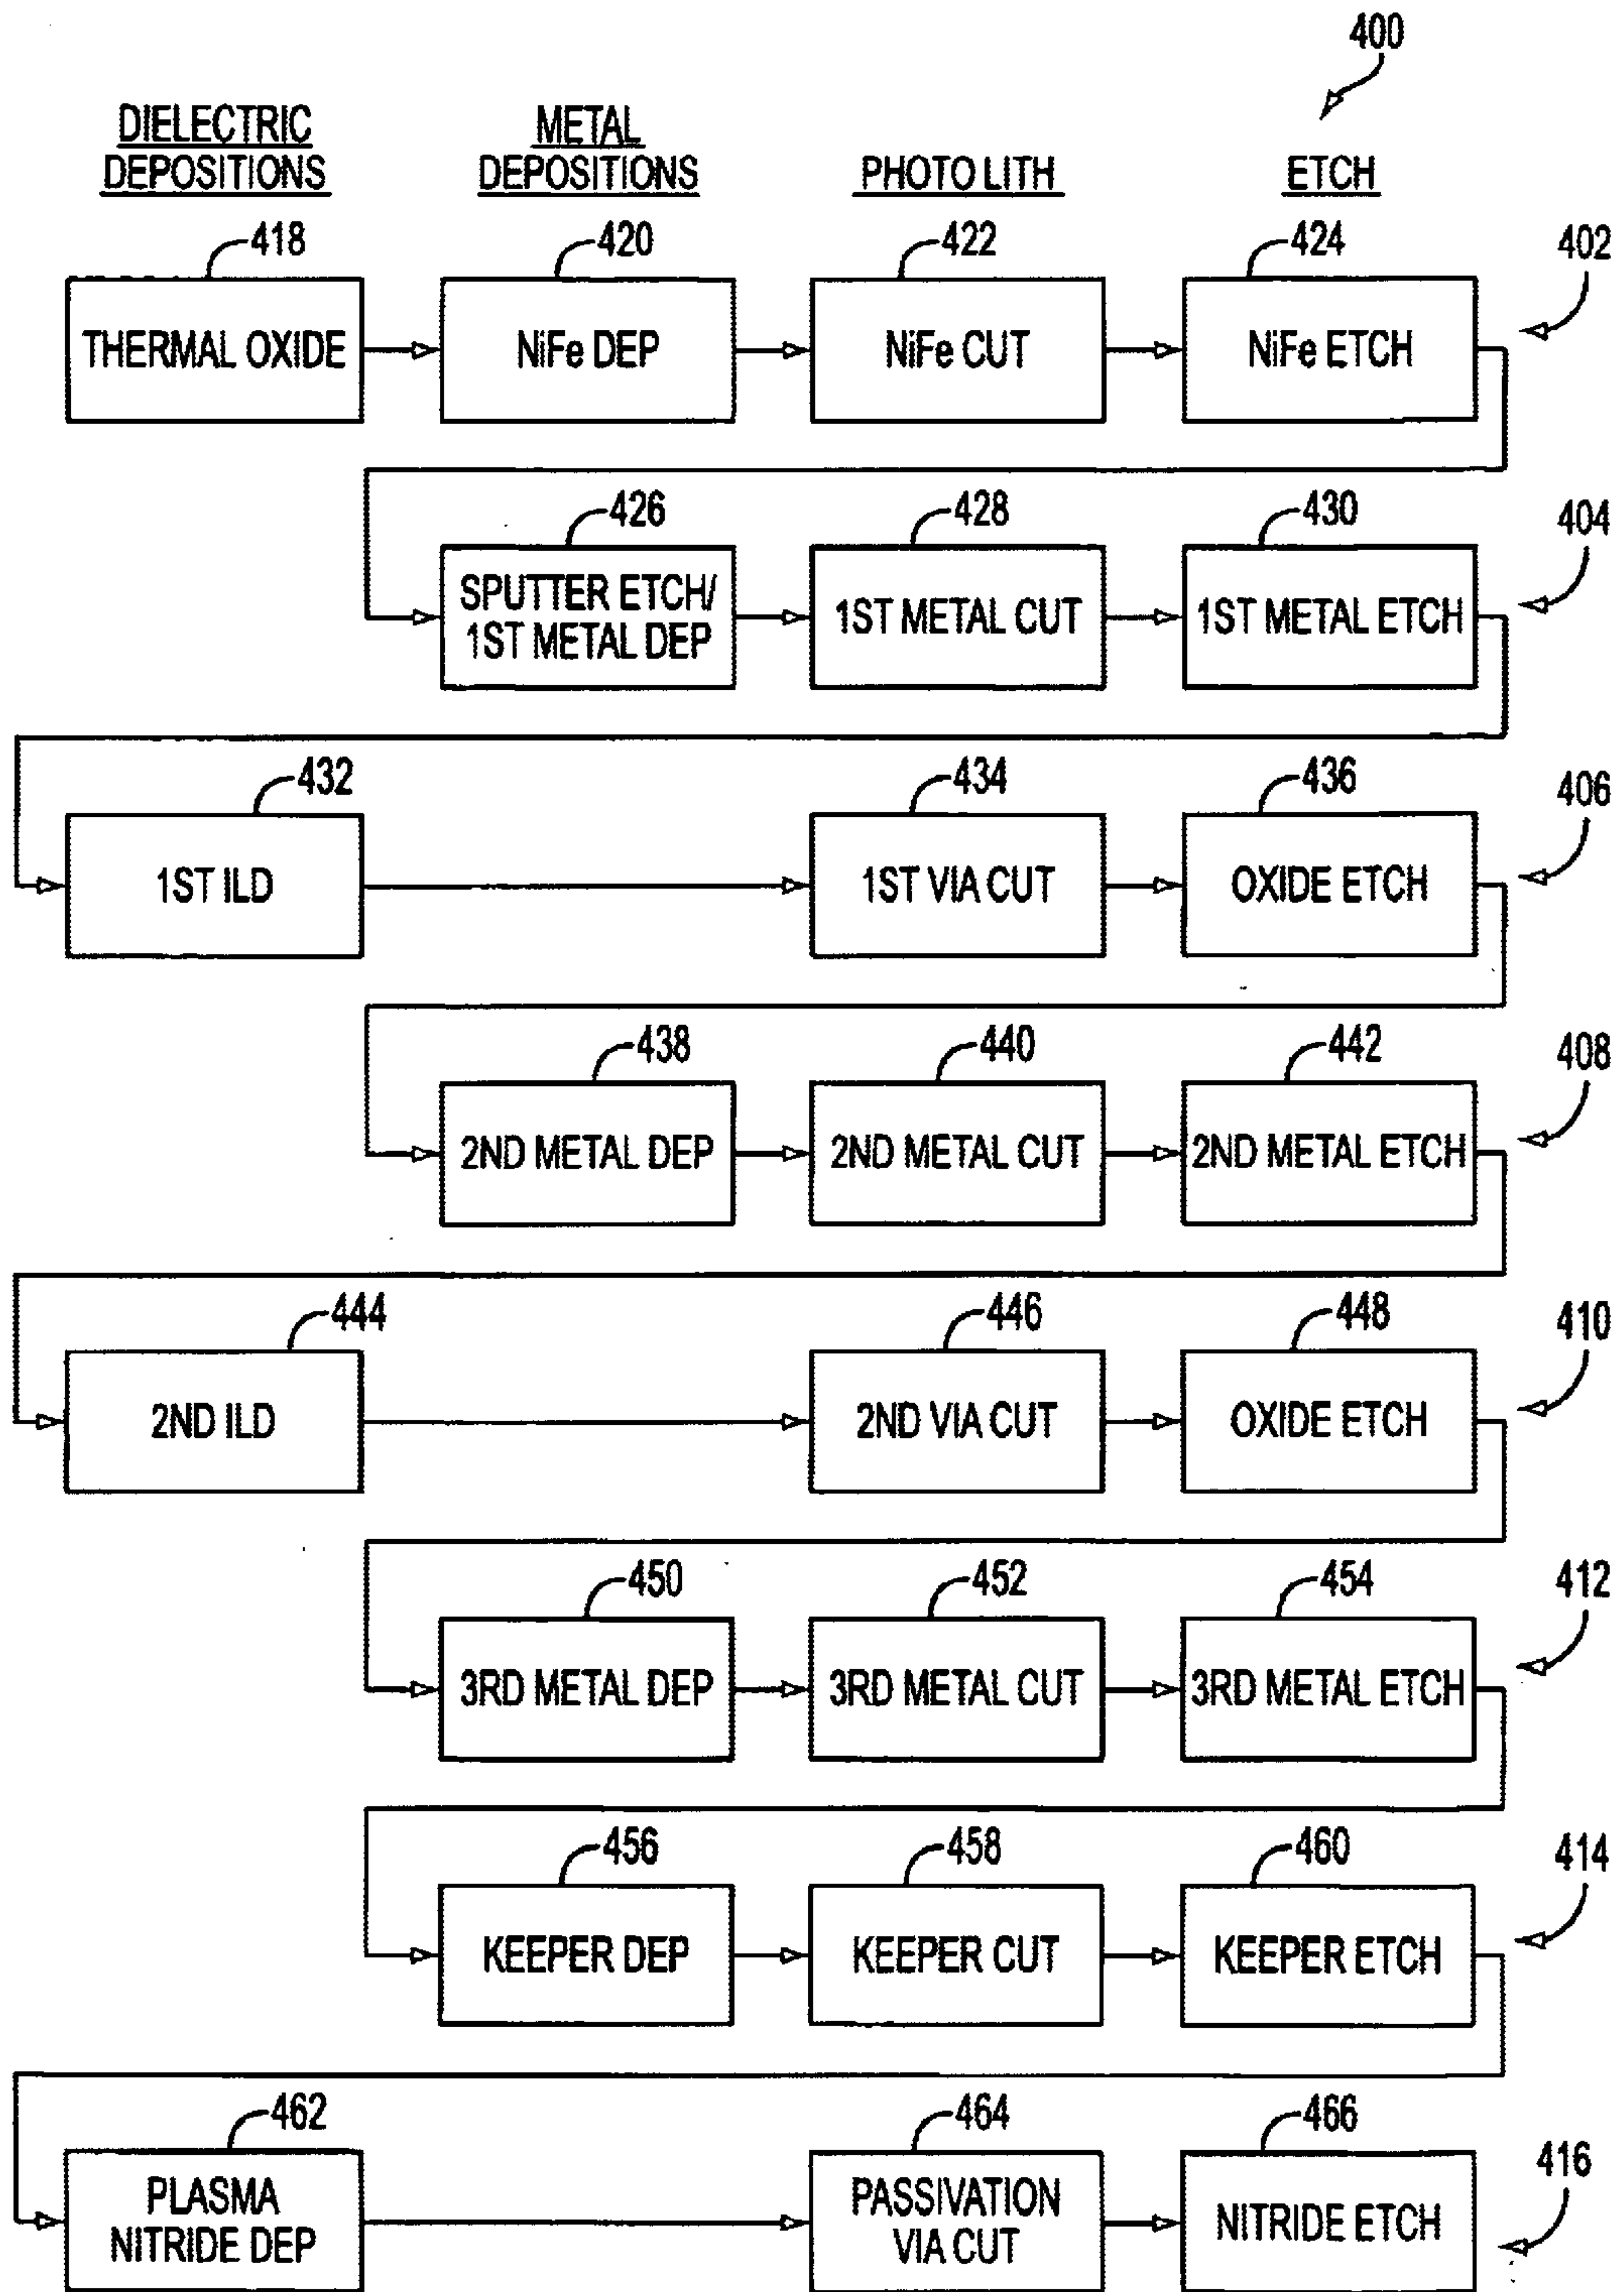 400
DIELECTRIC
DEPOSITIONS
METAL
DEPOSITIONS
PHOTO LITH
ETCH
418
420
422
424
402
THERMAL OXIDE
NiFe DEP
NiFe CUT
NiFe ETCH
426
428
430
404
SPUTTER ETCH/
1ST METAL DEP
1ST METAL CUT
1ST METAL ETCH
432
434
436
406
1ST ILD
1ST VIA CUT
OXIDE ETCH
438
440
442
408
2ND METAL DEP
2ND METAL CUT
2ND METAL ETCH
444
446
448
410
2ND ILD
2ND VIA CUT
OXIDE ETCH
450
452
454
412
3RD METAL DEP
3RD METAL CUT
3RD METAL ETCH
456
458
460
414
KEEPER DEP
KEEPER CUT
KEEPER ETCH
462
464
466
416
PLASMA
NITRIDE DEP
PASSIVATION
VIA CUT
NITRIDE ETCH